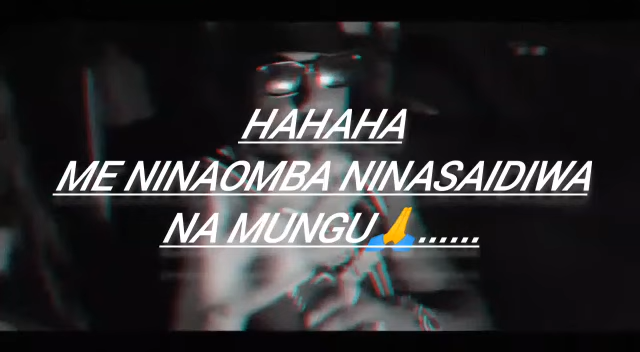 HAHAHA
ME NINAOMBA NINASAIDIWA
NA MUNGU🙏......